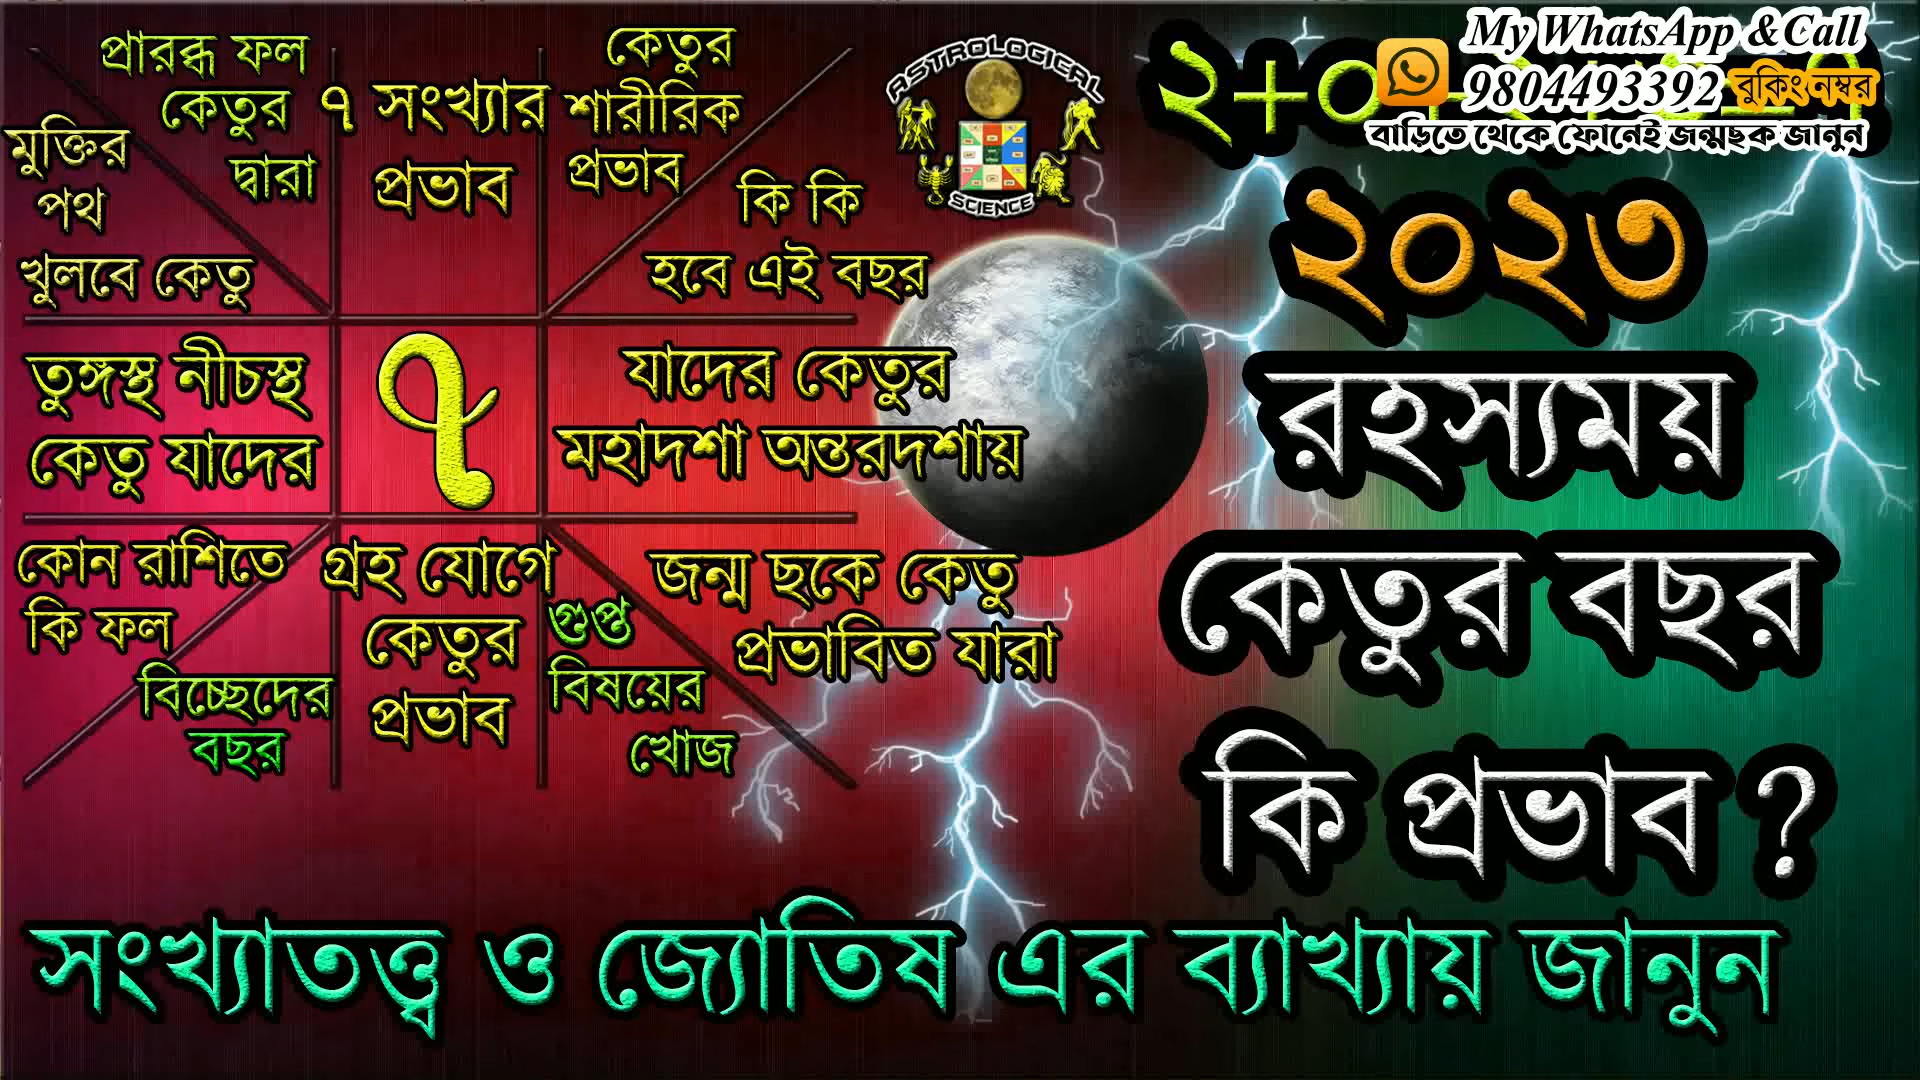 প্রারব্ধ ফল
কেতুর
দ্বারা
৭ সংখ্যার
প্রভাব
কেতুর
শারীরিক
প্রভাব
মুক্তির
পথ
খুলবে কেতু
কি কি
হবে এই বছর
তুঙ্গস্থ নীচস্থ
কেতু যাদের
৭
যাদের কেতুর
মহাদশা অন্তরদশায়
কোন রাশিতে
কি ফল
বিচ্ছেদের
বছর
গ্রহ যোগে
কেতুর
প্রভাব
গুপ্ত
বিষয়ের
খোজ
জন্ম ছকে কেতু
প্রভাবিত যারা
ASTROLOGICAL
SCIENCE
My WhatsApp & Call
9804493392 বুকিং নম্বর
বাড়িতে থেকে ফোনেই জন্মছক জানুন
২০২৩
রহস্যময়
কেতুর বছর
কি প্রভাব ?
সংখ্যাতত্ত্ব ও জ্যোতিষ এর ব্যাখ্যায় জানুন